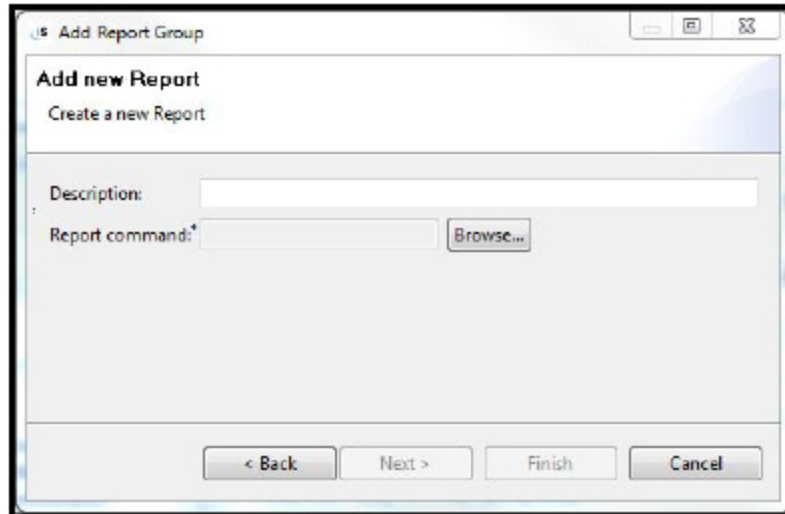 Add Report Group
Add new Report
Create a new Report
Description:
Report command:* Browse...
< Back Next > Finish Cancel